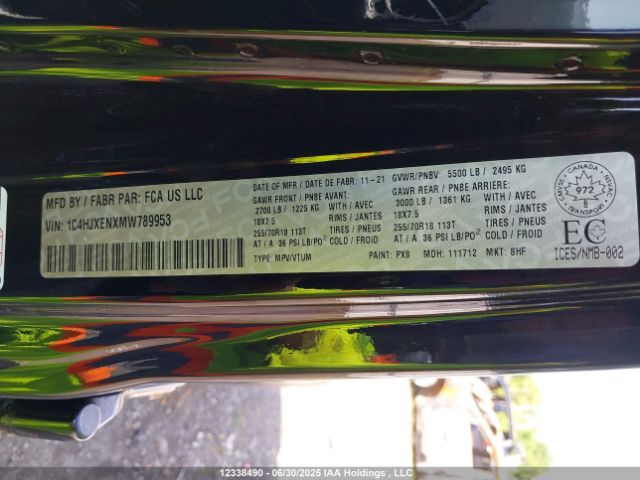 MFD BY / FABR PAR: FCA US LLC
VIN: 1C4HJXENXMW789953
DATE OF MFR / DATE DE FABR: 11-21
GAWR FRONT / PNBE AVANT:
2700 LB / 1225 KG WITH / AVEC
18X7.5 RIMS / JANTES
255/70R18 113T TIRES / PNEUS
AT / A 36 PSI LB/PO² COLD / FROID
TYPE: MPV/VTUM
GVWR/PNBV: 5500 LB / 2495 KG
GAWR REAR / PNBE ARRIERE:
3000 LB / 1361 KG WITH / AVEC
18X7.5 RIMS / JANTES
255/70R18 113T TIRES / PNEUS
AT / A 36 PSI LB/PO² COLD / FROID
PAINT: PX8 MDH: 111712 MKT: 8HF
CMVSS CANADA NSVAC
972
EC
ICES/NMB-002
12338490 - 06/30/2025 IAA Holdings , LLC